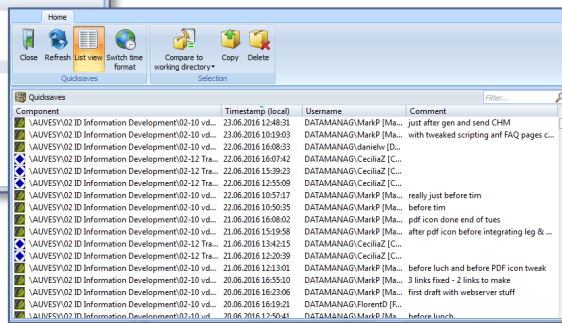 Home
Close Refresh List view Switch time format Compare to working directory Copy Delete
Quicksaves Selection
Quicksaves Filter...
Component Timestamp (local) Username Comment
\AUVESY\02 ID Information Development\02-10 vd... 23.06.2016 12:48:31 DATAMANAG\MarkP [Ma... just after gen and send CHM
\AUVESY\02 ID Information Development\02-10 vd... 23.06.2016 10:19:03 DATAMANAG\MarkP [Ma... with tweaked scripting anf FAQ pages c...
\AUVESY\02 ID Information Development\02-10 vd... 22.06.2016 16:08:33 DATAMANAG\danielw [D...
\AUVESY\02 ID Information Development\02-12 Tra... 22.06.2016 16:07:42 DATAMANAG\CeciliaZ [C...
\AUVESY\02 ID Information Development\02-12 Tra... 22.06.2016 15:39:23 DATAMANAG\CeciliaZ [C...
\AUVESY\02 ID Information Development\02-12 Tra... 22.06.2016 12:55:09 DATAMANAG\CeciliaZ [C...
\AUVESY\02 ID Information Development\02-10 vd... 22.06.2016 10:57:17 DATAMANAG\MarkP [Ma... really just before tim
\AUVESY\02 ID Information Development\02-10 vd... 22.06.2016 10:50:35 DATAMANAG\MarkP [Ma... before tim
\AUVESY\02 ID Information Development\02-10 vd... 21.06.2016 16:08:02 DATAMANAG\MarkP [Ma... pdf icon done end of tues
\AUVESY\02 ID Information Development\02-10 vd... 21.06.2016 15:19:58 DATAMANAG\MarkP [Ma... after pdf icon before integrating leg & ...
\AUVESY\02 ID Information Development\02-12 Tra... 21.06.2016 13:42:15 DATAMANAG\CeciliaZ [C...
\AUVESY\02 ID Information Development\02-12 Tra... 21.06.2016 12:20:39 DATAMANAG\CeciliaZ [C...
\AUVESY\02 ID Information Development\02-10 vd... 21.06.2016 12:13:01 DATAMANAG\MarkP [Ma... before luch and before PDF icon tweak
\AUVESY\02 ID Information Development\02-10 vd... 20.06.2016 16:55:10 DATAMANAG\MarkP [Ma... 3 links fixed - 2 links to make
\AUVESY\02 ID Information Development\02-10 vd... 20.06.2016 16:23:06 DATAMANAG\MarkP [Ma... first draft with webserver stuff
\AUVESY\02 ID Information Development\02-10 vd... 20.06.2016 16:19:21 DATAMANAG\FlorentD [F...
\AUVESY\02 ID Information Development\02-10 vd... 20.06.2016 12:50:41 DATAMANAG\MarkP [Ma... before lunch